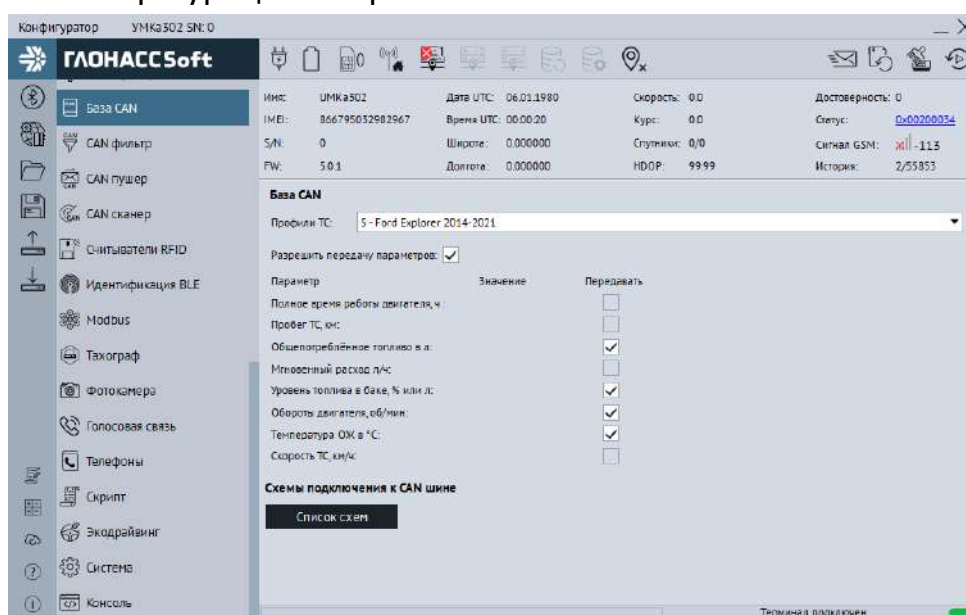 Конфигуратор УМКа302 SN: 0
ГЛОНАССSoft
0
Имя: УМКа302 Дата UTC: 06.01.1980 Скорость: 0.0 Достоверность: 0
IMEI: 866795032982967 Время UTC: 00:00:20 Курс: 0.0 Статус: 0x00200034
S/N: 0 Широта: 0.000000 Спутники: 0/0 Сигнал GSM: -113
FW: 5.0.1 Долгота: 0.000000 HDOP: 99.99 История: 2/55853
База CAN
CAN фильтр
CAN пушер
CAN сканер
Считыватели RFID
Идентификация BLE
Modbus
Тахограф
Фотокамера
Голосовая связь
Телефоны
Скрипт
Экодрайвинг
Система
Консоль
База CAN
Профили ТС: 5 - Ford Explorer 2014-2021
Разрешить передачу параметров:
Параметр Значение Передавать
Полное время работы двигателя, ч:
Пробег ТС, км:
Общепотреблённое топливо в л:
Мгновенный расход л/ч:
Уровень топлива в баке, % или л:
Обороты двигателя, об/мин:
Температура ОЖ в °C:
Скорость ТС, км/ч:
Схемы подключения к CAN шине
Список схем
Терминал подключен